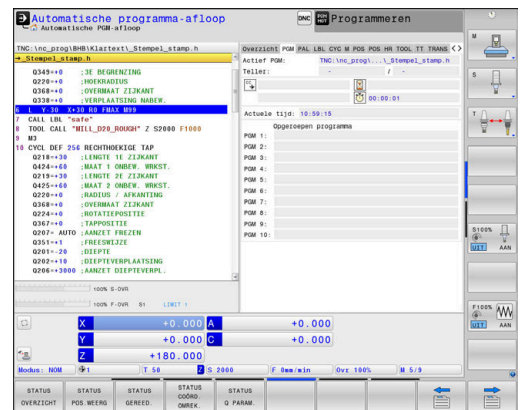 Automatische programma-afloop
Automatische PGM-afloop
DNC
Programmeren
TNC:\nc_prog\BHB\Klartext\_Stempel_stamp.h
→_Stempel_stamp.h
Q349=+0 ;3E BEGRENZING
Q220=+0 ;HOEKRADIUS
Q368=+0 ;OVERMAAT ZIJKANT
Q338=+0 ;VERPLAATSING NABEW.
6 L Y-30 X+30 R0 FMAX M99
7 CALL LBL "safe"
8 TOOL CALL "MILL_D20_ROUGH" Z S2000 F1000
9 M3
10 CYCL DEF 256 RECHTHOEKIGE TAP
Q218=+30 ;LENGTE 1E ZIJKANT
Q424=+60 ;MAAT 1 ONBEW. WRKST.
Q219=+30 ;LENGTE 2E ZIJKANT
Q425=+60 ;MAAT 2 ONBEW. WRKST.
Q220=+0 ;RADIUS / AFKANTING
Q368=+0 ;OVERMAAT ZIJKANT
Q224=+0 ;ROTATIEPOSITIE
Q367=+0 ;TAPPOSITIE
Q207= AUTO ;AANZET FREZEN
Q351=+1 ;FREESWIJZE
Q201=-20 ;DIEPTE
Q202=+10 ;DIEPTEVERPLAATSING
Q206=+3000 ;AANZET DIEPTEVERPL.
100% S-OVR
100% F-OVR S1 LIMIT 1
Overzicht PGM PAL LBL CYC M POS POS HR TOOL TT TRANS
Actief PGM: TNC:\nc_prog\...\_Stempel_stamp.h
Teller: - / -
00:00:01
Actuele tijd: 10:59:15
Opgeroepen programma
PGM 1:
PGM 2:
PGM 3:
PGM 4:
PGM 5:
PGM 6:
PGM 7:
PGM 8:
PGM 9:
PGM 10:
X +0.000 A +0.000
Y +0.000 C +0.000
Z +180.000
Modus: NOM 1 T 50 Z S 2000 F 0mm/min Ovr 100% M 5/9
STATUS OVERZICHT
STATUS POS.WEERG
STATUS GEREED.
STATUS COÖRD. OMREK.
STATUS Q PARAM.
M
S
T
S100%
UIT AAN
F100%
UIT AAN